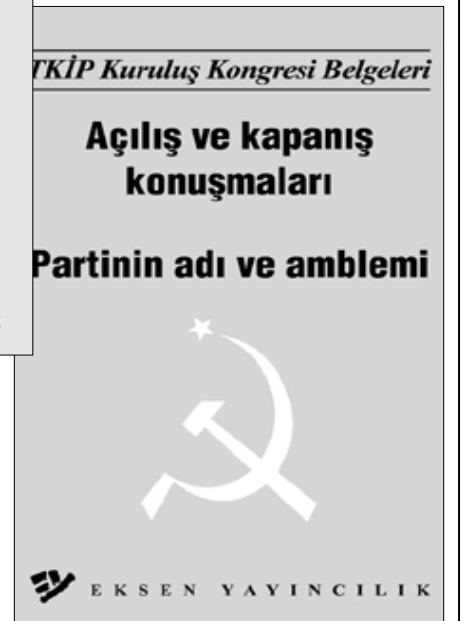 TKİP Kuruluş Kongresi Belgeleri
Açılış ve kapanış
konuşmaları
Partinin adı ve amblemi
EKSEN YAYINCILIK